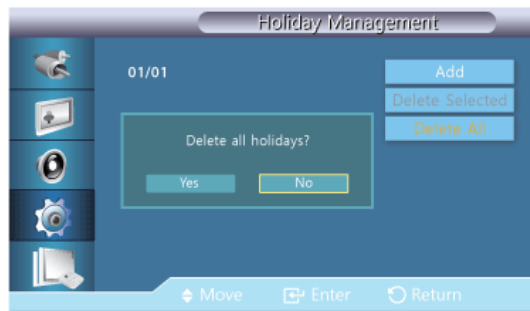 Holiday Management
01/01
Add
Delete Selected
Delete All
Delete all holidays?
Yes No
Move Enter Return